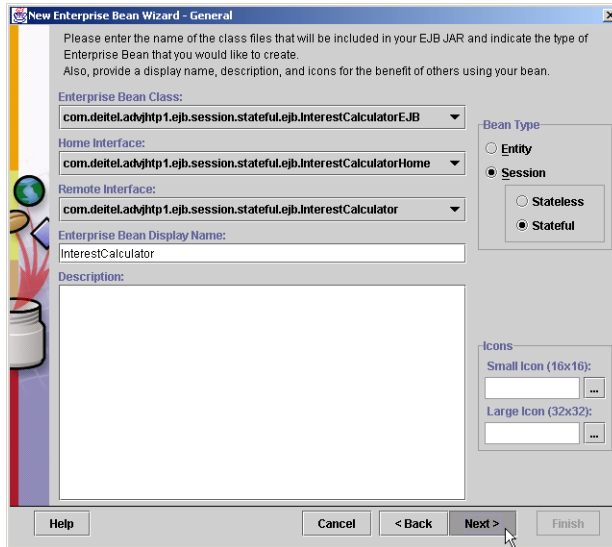 New Enterprise Bean Wizard - General
Please enter the name of the class files that will be included in your EJB JAR and indicate the type of
Enterprise Bean that you would like to create.
Also, provide a display name, description, and icons for the benefit of others using your bean.
Enterprise Bean Class:
com.deitel.advjhtp1.ejb.session.stateful.ejb.InterestCalculatorEJB
Home Interface:
com.deitel.advjhtp1.ejb.session.stateful.ejb.InterestCalculatorHome
Remote Interface:
com.deitel.advjhtp1.ejb.session.stateful.ejb.InterestCalculator
Enterprise Bean Display Name:
InterestCalculator
Description:
Bean Type
Entity
Session
Stateless
Stateful
Icons
Small Icon (16x16):
...
Large Icon (32x32):
...
Help
Cancel
< Back
Next >
Finish